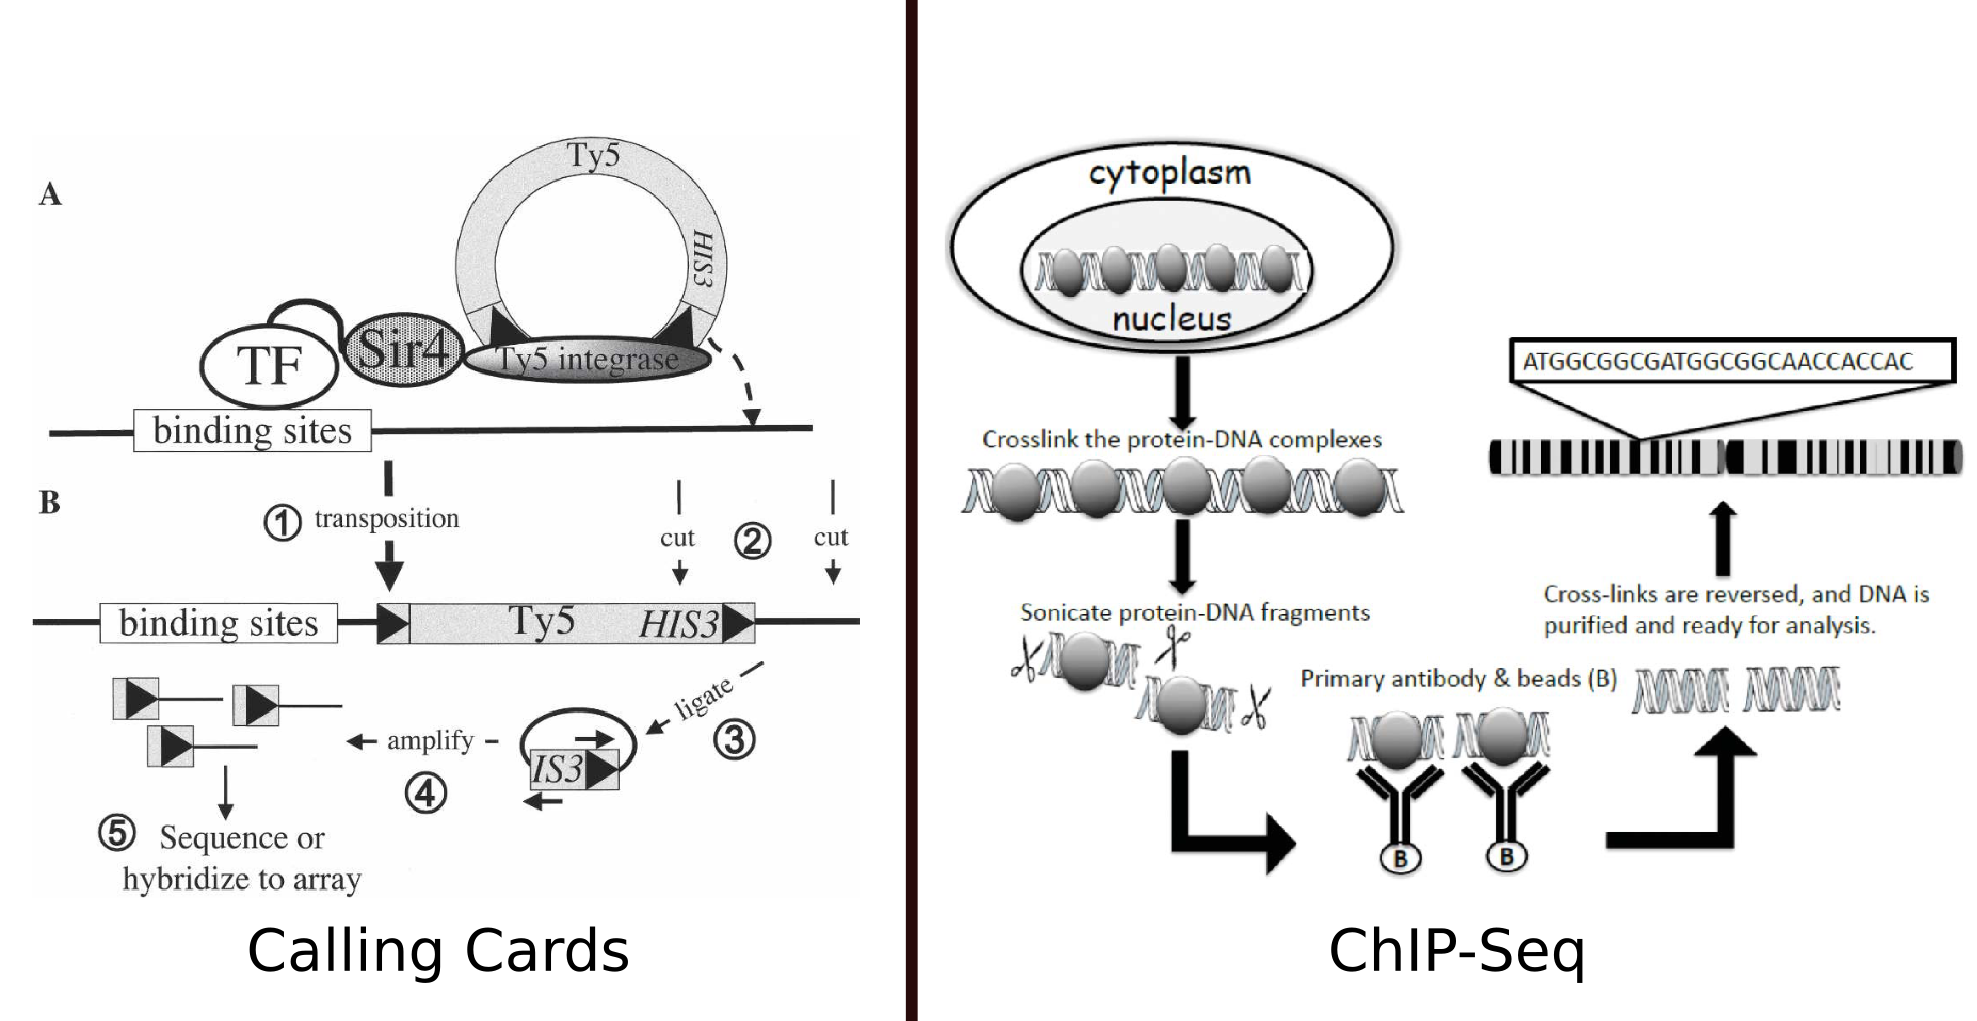 A
Ty5
HIS3
TF
Sir4
Ty5 integrase
binding sites
B
① transposition
cut
②
cut
binding sites
Ty5
HIS3
ligate
③
amplify
④
IS3
⑤ Sequence or
hybridize to array
Calling Cards
cytoplasm
nucleus
Crosslink the protein-DNA complexes
Sonicate protein-DNA fragments
Primary antibody & beads (B)
B
B
Cross-links are reversed, and DNA is
purified and ready for analysis.
ATGGCGGCGATGGCGGCAACCACCAC
ChIP-Seq